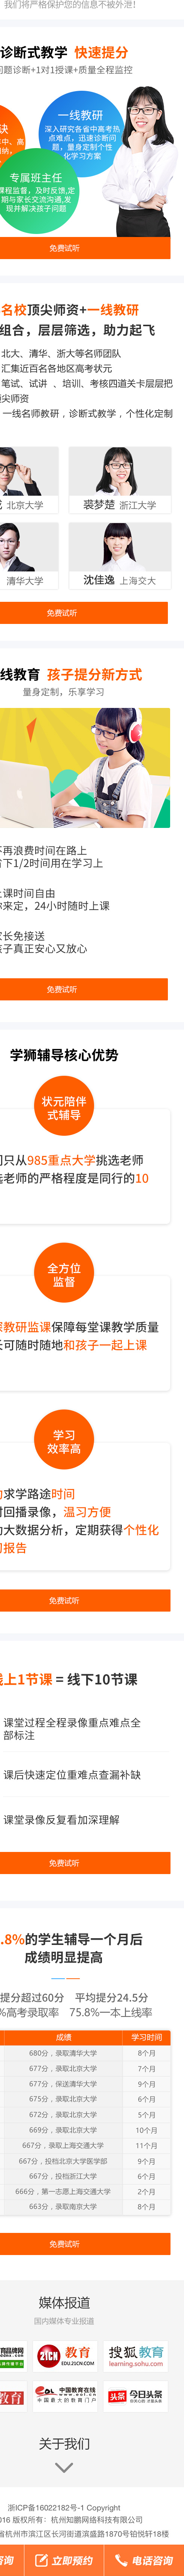 我们将严格保护您的信息不被外泄!
诊断式教学 快速提分
问题诊断+1对1授课+质量全程监控
一线教研
深入研究各省中高考热
点难点，迅速诊断问
题，量身定制个性
化学习方案
专属班主任
课程监督，及时反馈,定
期与家长交流沟通,发
现并解决孩子问题
免费试听
名校顶尖师资+一线教研
组合，层层筛选，助力起飞
北大、清华、浙大等名师团队
汇集近百名各地区高考状元
笔试、试讲 、培训、考核四道关卡层层把
顶尖师资
一线名师教研，诊断式教学，个性化定制
北京大学
裘梦楚 浙江大学
清华大学
沈佳逸 上海交大
免费试听
线教育 孩子提分新方式
量身定制，乐享学习
不再浪费时间在路上
省下1/2时间用在学习上
上课时间自由
你来定，24小时随时上课
家长免接送
孩子真正安心又放心
免费试听
学狮辅导核心优势
状元陪伴
式辅导
们只从985重点大学挑选老师
选老师的严格程度是同行的10
全方位
监督
教研监课保障每堂课教学质量
可随时随地和孩子一起上课
学习
效率高
求学路途时间
时回播录像，温习方便
大数据分析，定期获得个性化
习报告
免费试听
线上1节课 = 线下10节课
课堂过程全程录像重点难点全
部标注
课后快速定位重难点查漏补缺
课堂录像反复看加深理解
免费试听
.8%的学生辅导一个月后
成绩明显提高
提分超过60分 平均提分24.5分
%高考录取率 75.8%一本上线率
成绩 学习时间
680分，录取清华大学 8个月
677分，录取北京大学 7个月
677分，保送清华大学 9个月
675分，录取北京大学 6个月
672分，录取北京大学 5个月
669分，录取北京大学 10个月
667分，录取上海交通大学 11个月
667分，投档北京大学医学部 9个月
667分，投档浙江大学 6个月
666分，第一志愿上海交通大学 2个月
663分，录取南京大学 8个月
免费试听
媒体报道
国内媒体专业报道
育品牌网
21CN 教育
EDU.21CN.COM
搜狐 教育
learning.sohu.com
教育
中国教育在线
中国最大的教育门户
头条 今日头条
关于我们
浙ICP备16022182号-1 Copyright
016 版权所有：杭州知鹏网络科技有限公司
省杭州市滨江区长河街道滨盛路1870号铂悦轩18楼
咨询 立即预约 电话咨询